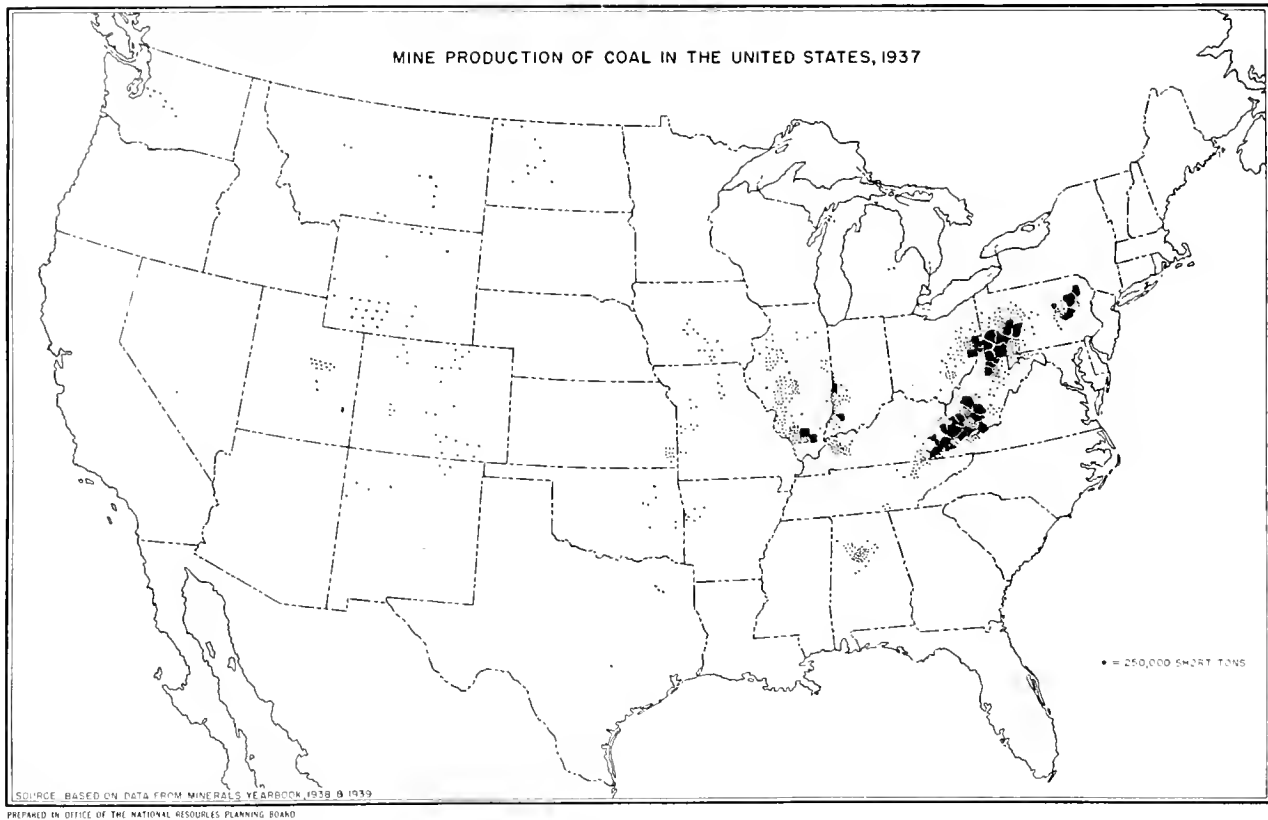 MINE PRODUCTION OF COAL IN THE UNITED STATES, 1937
• = 250,000 SHORT TONS
SOURCE: BASED ON DATA FROM MINERALS YEARBOOK, 1938 & 1939
PREPARED IN OFFICE OF THE NATIONAL RESOURCES PLANNING BOARD